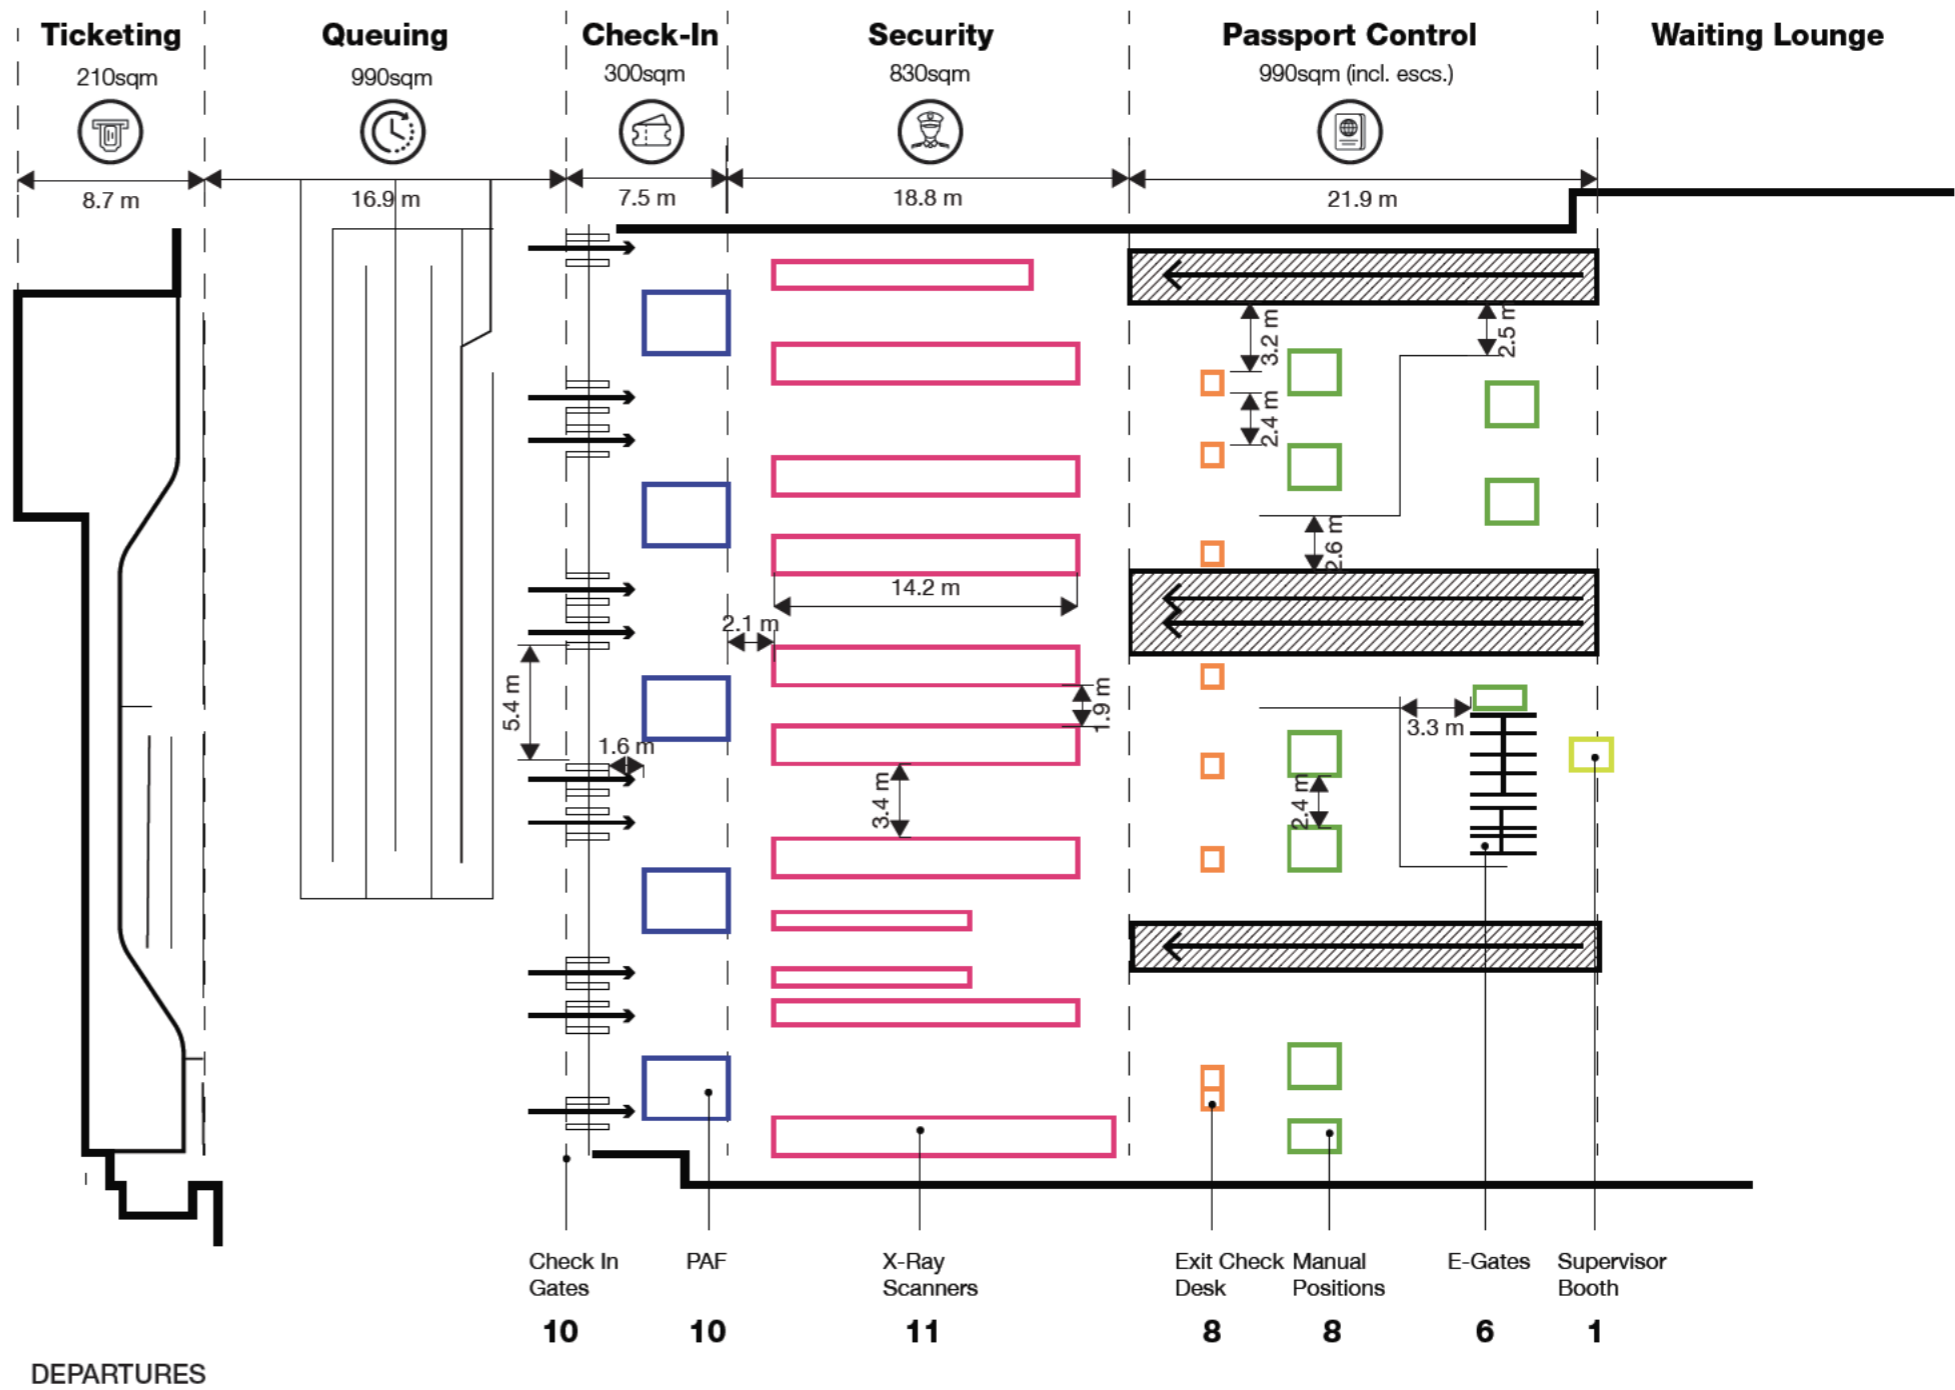 Ticketing
210sqm
8.7 m
Queuing
990sqm
16.9 m
Check-In
300sqm
7.5 m
Security
830sqm
18.8 m
Passport Control
990sqm (incl. escs.)
21.9 m
Waiting Lounge
3.2 m
2.5 m
2.4 m
2.6 m
14.2 m
2.1 m
5.4 m
1.6 m
1.9 m
3.3 m
3.4 m
2.4 m
Check In
Gates
10
PAF
10
X-Ray
Scanners
11
Exit Check
Desk
8
Manual
Positions
8
E-Gates
6
Supervisor
Booth
1
DEPARTURES